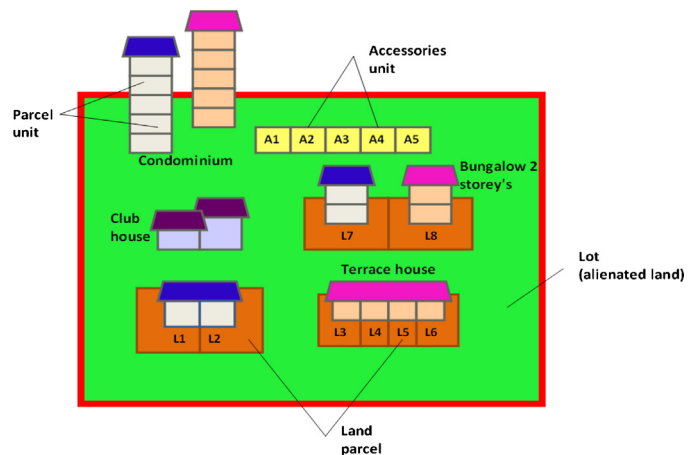 Accessories
unit
Parcel
unit
A1 A2 A3 A4 A5
Condominium
Bungalow 2
storey's
Club
house
L7 L8
Lot
(alienated land)
Terrace house
L1 L2
L3 L4 L5 L6
Land
parcel